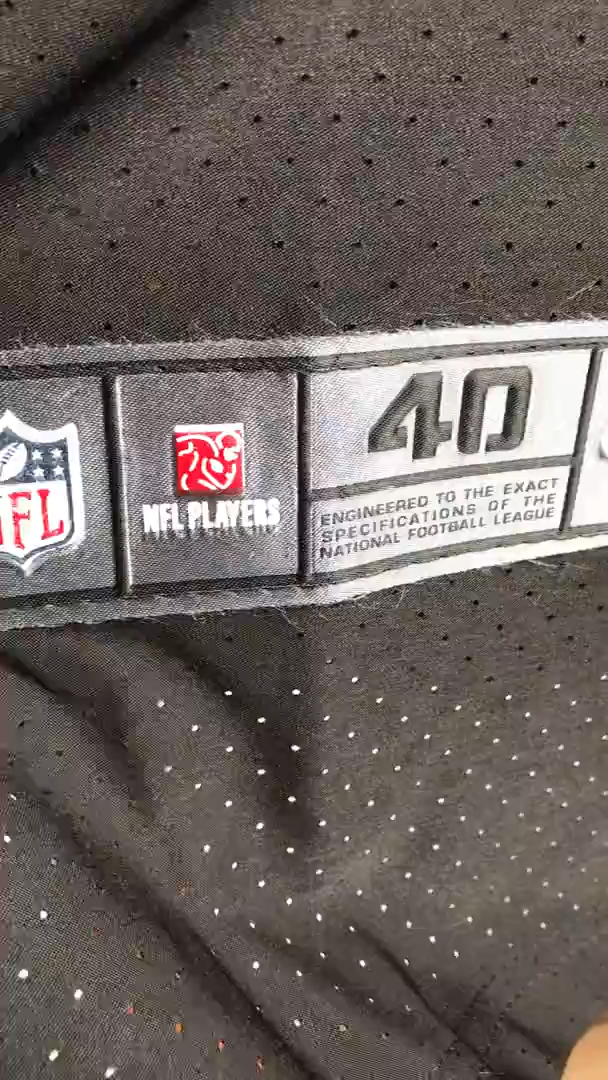 NFL
NFL PLAYERS
40
ENGINEERED TO THE EXACT
SPECIFICATIONS OF THE
NATIONAL FOOTBALL LEAGUE